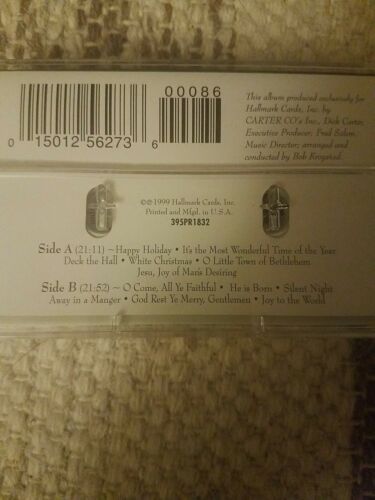 00086
0 15012 56273 6
This album produced exclusively for
Hallmark Cards, Inc. by
CARTER CO's Inc., Dick Carter,
Executive Producer; Fred Salem,
Music Director; arranged and
conducted by Bob Krogstad.
©℗1999 Hallmark Cards, Inc.
Printed and Mfgd. in U.S.A.
395PR1832
Side A (21:11) ~ Happy Holiday • It's the Most Wonderful Time of the Year
Deck the Hall • White Christmas • O Little Town of Bethlehem
Jesu, Joy of Man's Desiring
Side B (21:52) ~ O Come, All Ye Faithful • He is Born • Silent Night
Away in a Manger • God Rest Ye Merry, Gentlemen • Joy to the World